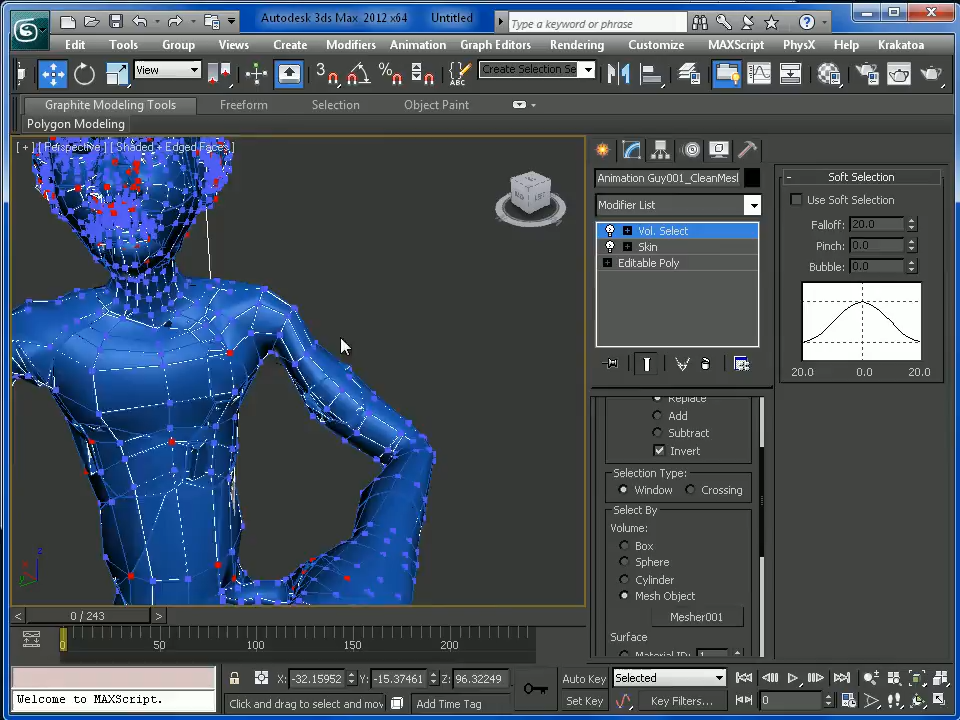 Autodesk 3ds Max 2012 x64 Untitled
Type a keyword or phrase
Edit Tools Group Views Create Modifiers Animation Graph Editors Rendering Customize MAXScript PhysX Help Krakatoa
View
Create Selection Se
Graphite Modeling Tools Freeform Selection Object Paint
Polygon Modeling
[ + ] [ Perspective ] [ Shaded + Edged Faces ]
Animation Guy001_CleanMesl
Modifier List
Vol. Select
Skin
Editable Poly
Soft Selection
Use Soft Selection
Falloff: 20.0
Pinch: 0.0
Bubble: 0.0
20.0 0.0 20.0
Replace
Add
Subtract
Invert
Selection Type:
Window Crossing
Select By
Volume:
Box
Sphere
Cylinder
Mesh Object
Mesher001
Surface
Material ID: 1
< 0 / 243 >
0 50 100 150 200
X: -32.15952 Y: -15.37461 Z: 96.32249
Auto Key Selected
Welcome to MAXScript.
Click and drag to select and mov Add Time Tag
Set Key Key Filters... 0